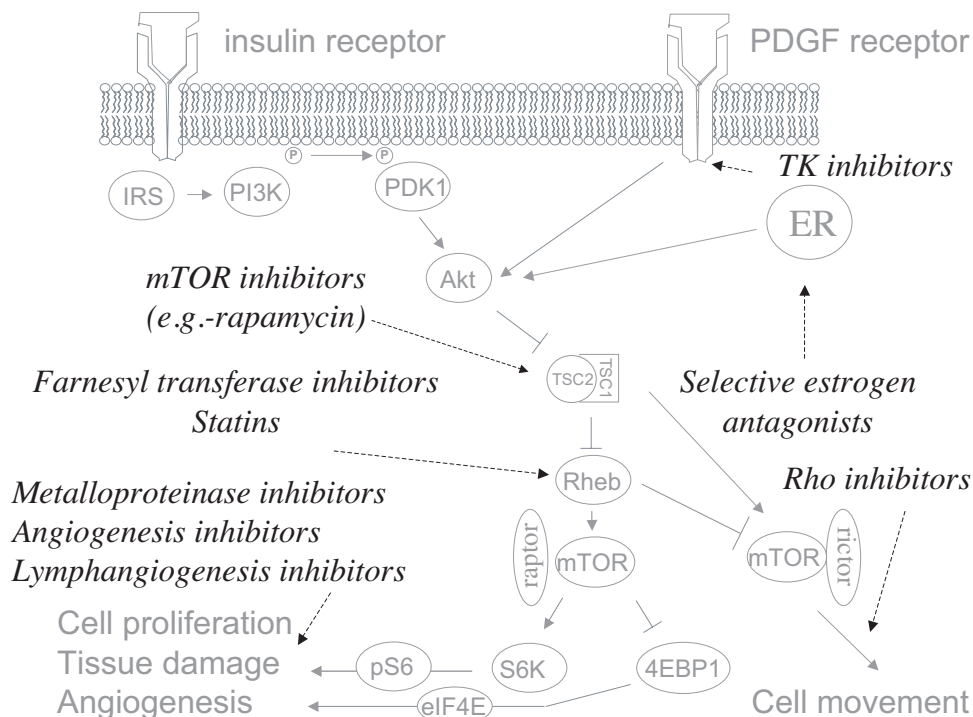 insulin receptor
PDGF receptor
P
P
TK inhibitors
IRS
PI3K
PDK1
ER
Akt
mTOR inhibitors
(e.g.-rapamycin)
TSC2
TSC1
Farnesyl transferase inhibitors
Statins
Selective estrogen
antagonists
Rheb
Rho inhibitors
Metalloproteinase inhibitors
Angiogenesis inhibitors
Lymphangiogenesis inhibitors
raptor
mTOR
mTOR
rictor
Cell proliferation
Tissue damage
Angiogenesis
pS6
S6K
4EBP1
eIF4E
Cell movement